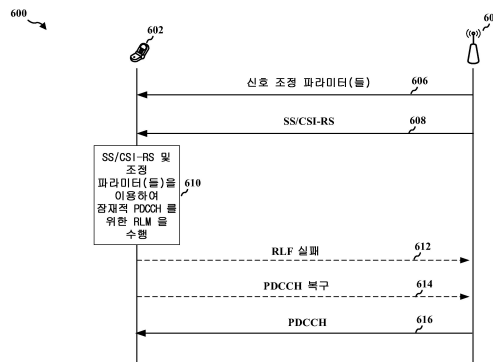 600
602
신호 조정 파라미터(들)
606
SS/CSI-RS
608
SS/CSI-RS 및
조정
파라미터(들)을
이용하여
잠재적 PDCCH 를
위한 RLM 을
수행
610
RLF 실패
612
PDCCH 복구
614
PDCCH
616